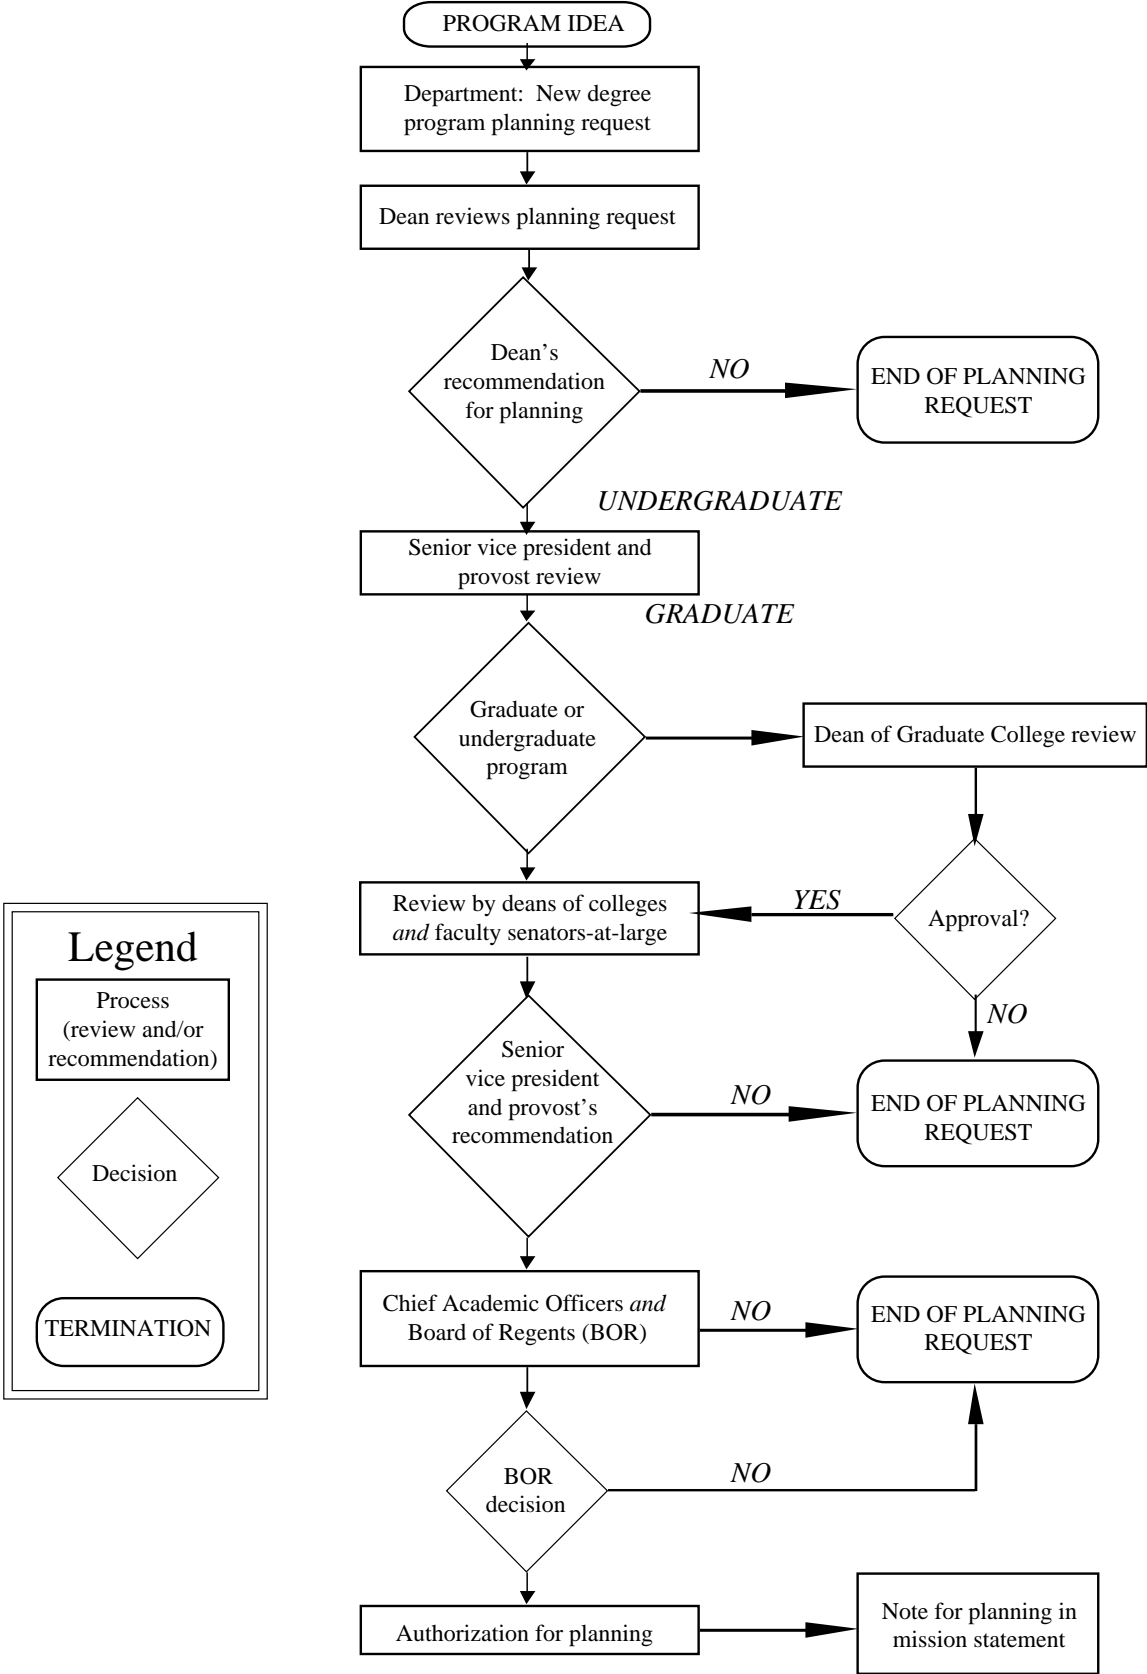 PROGRAM IDEA
Department: New degree
program planning request
Dean reviews planning request
Dean’s
recommendation
for planning
NO
END OF PLANNING
REQUEST
UNDERGRADUATE
Senior vice president and
provost review
GRADUATE
Graduate or
undergraduate
program
Dean of Graduate College review
Review by deans of colleges
and faculty senators-at-large
YES
Approval?
NO
END OF PLANNING
REQUEST
Senior
vice president
and provost’s
recommendation
NO
Chief Academic Officers and
Board of Regents (BOR)
NO
END OF PLANNING
REQUEST
BOR
decision
NO
Authorization for planning
Note for planning in
mission statement
Legend
Process
(review and/or
recommendation)
Decision
TERMINATION